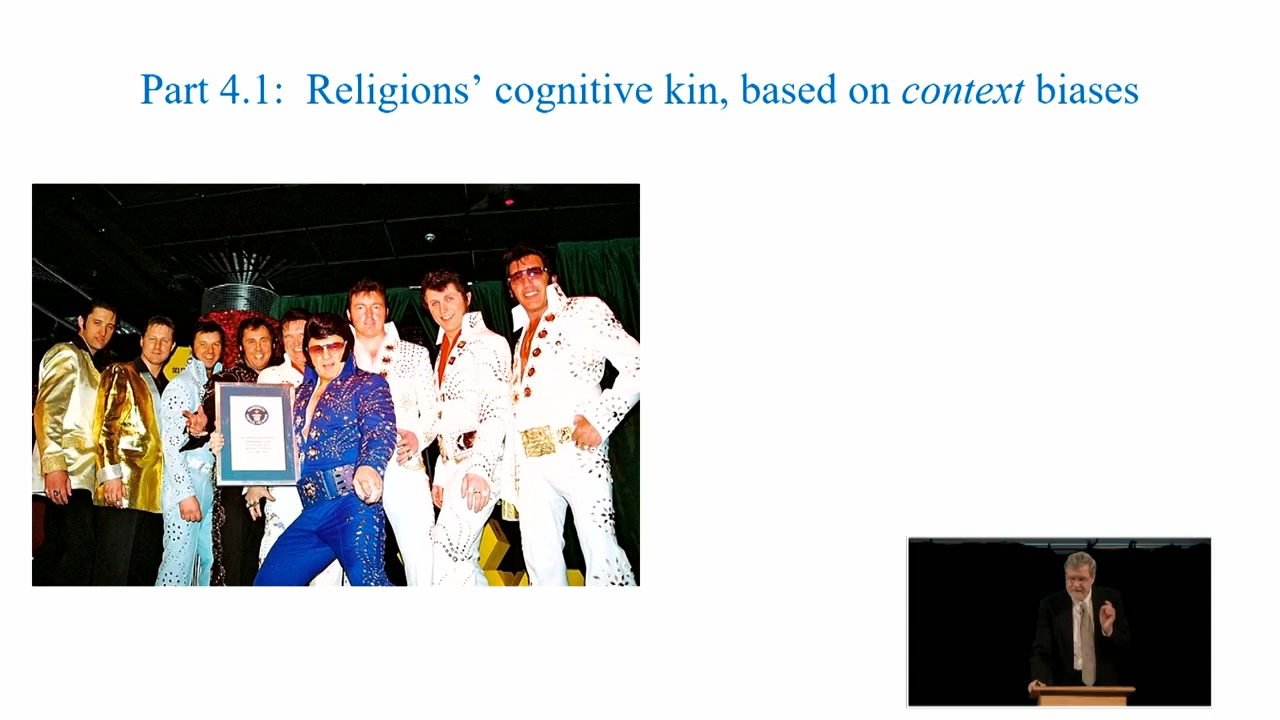 Part 4.1:  Religions’ cognitive kin, based on context biases